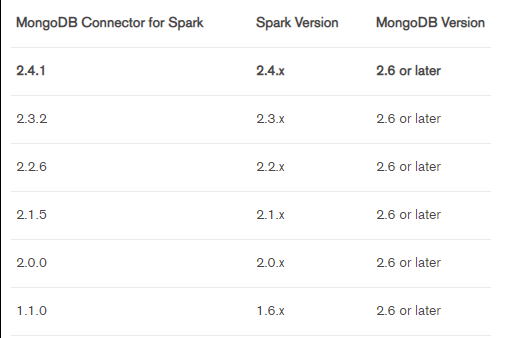 MongoDB Connector for Spark Spark Version MongoDB Version
2.4.1 2.4.x 2.6 or later
2.3.2 2.3.x 2.6 or later
2.2.6 2.2.x 2.6 or later
2.1.5 2.1.x 2.6 or later
2.0.0 2.0.x 2.6 or later
1.1.0 1.6.x 2.6 or later